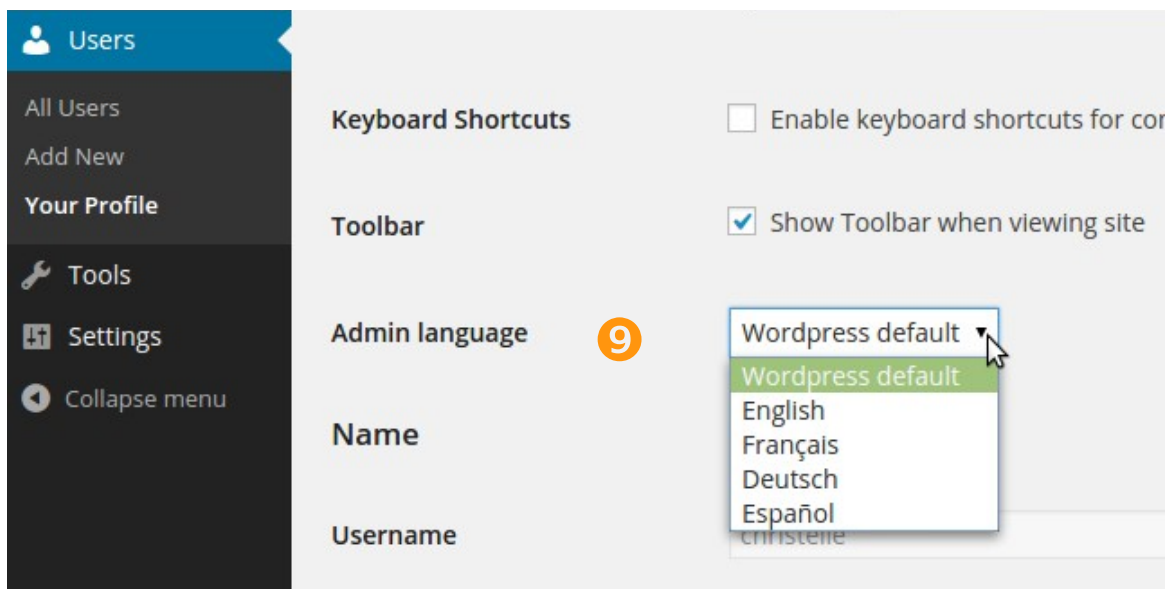 Users
All Users
Add New
Your Profile
Tools
Settings
Collapse menu
Keyboard Shortcuts
Enable keyboard shortcuts for
Toolbar
Show Toolbar when viewing site
Admin language
9
Wordpress default
Wordpress default
English
Français
Deutsch
Español
Name
Username
christelle